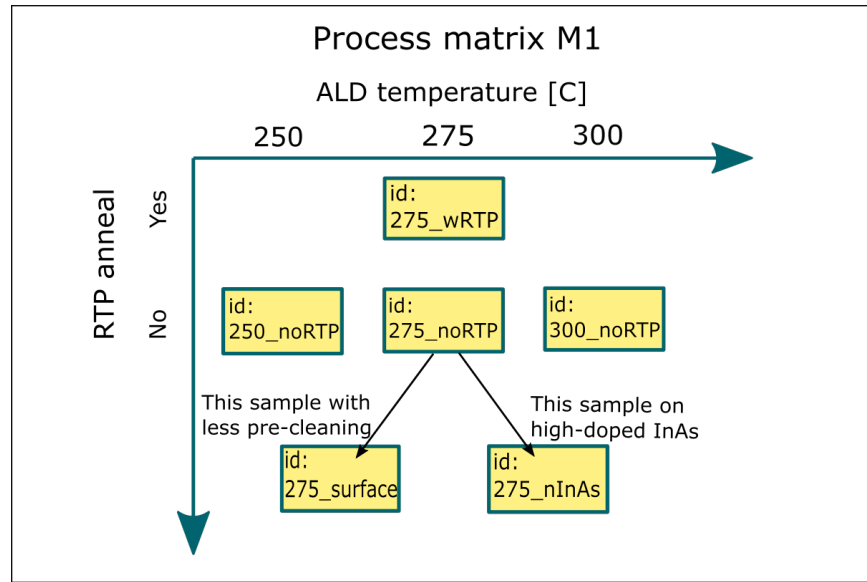 Process matrix M1
ALD temperature [C]
250
275
300
RTP anneal
Yes
No
id:
275_wRTP
id:
250_noRTP
id:
275_noRTP
id:
300_noRTP
This sample with
less pre-cleaning
This sample on
high-doped InAs
id:
275_surface
id:
275_nInAs